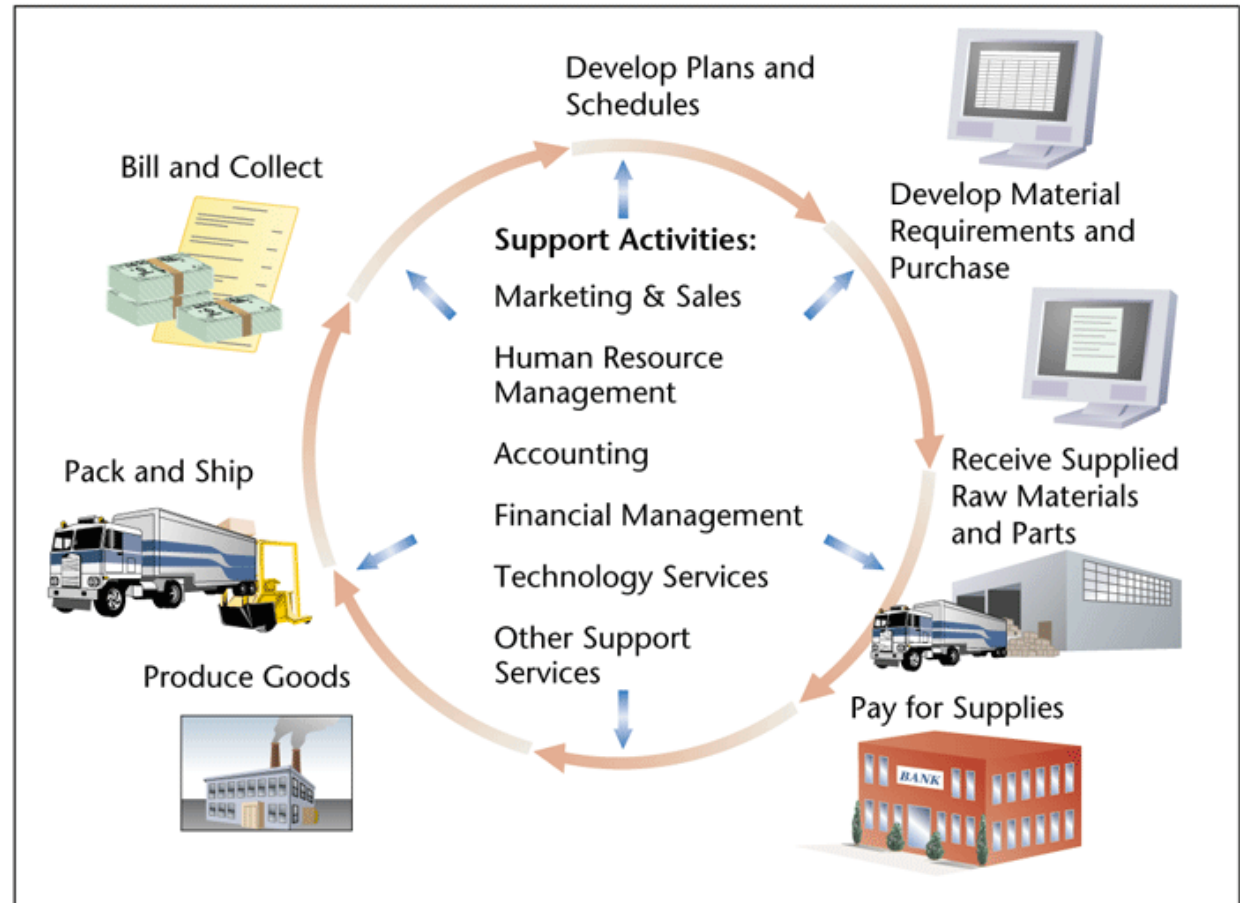 Develop Plans and
Schedules
Develop Material
Requirements and
Purchase
Receive Supplied
Raw Materials
and Parts
Pay for Supplies
BANK
Produce Goods
Pack and Ship
Bill and Collect
Support Activities:
Marketing & Sales
Human Resource
Management
Accounting
Financial Management
Technology Services
Other Support
Services